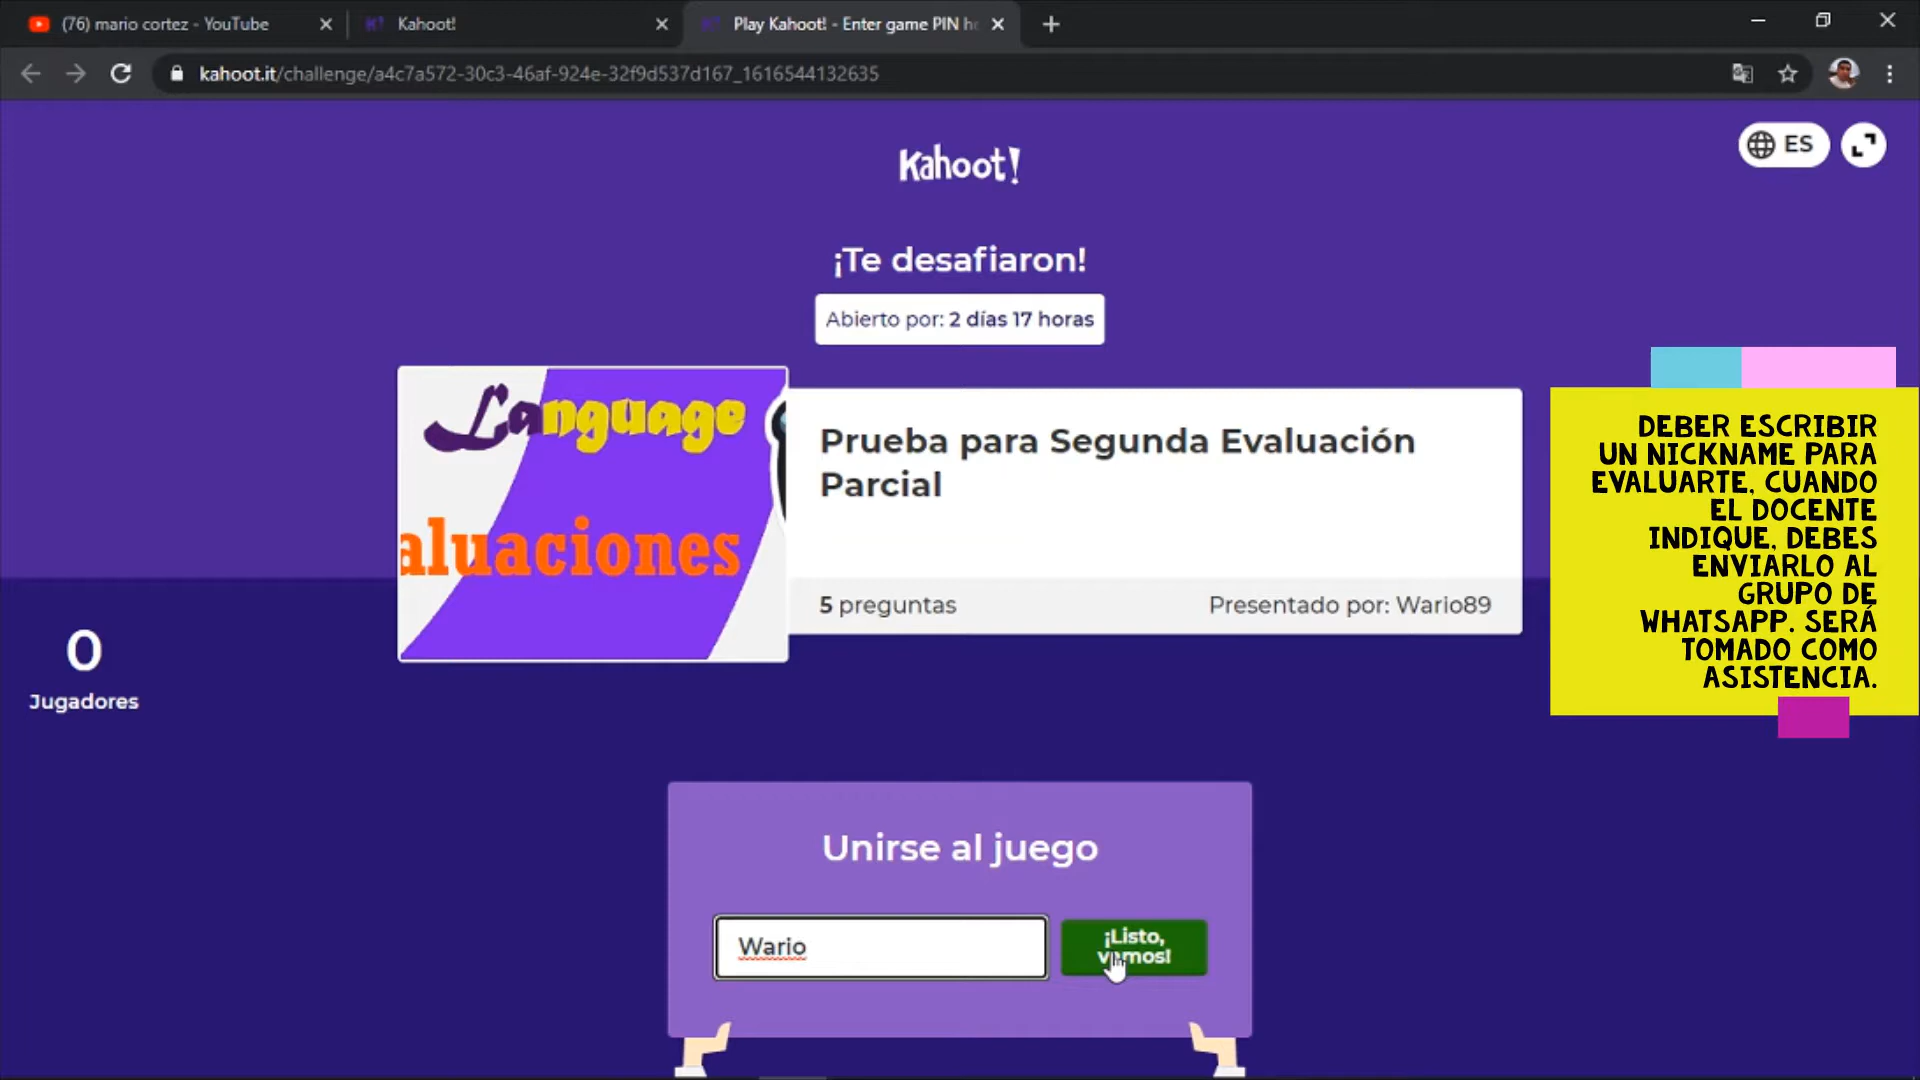 (76) mario cortez - YouTube
Kahoot!
Play Kahoot! - Enter game PIN he
kahoot.it/challenge/a4c7a572-30c3-46af-924e-32f9d537d167_1616544132635
ES
Kahoot!
¡Te desafiaron!
Abierto por: 2 días 17 horas
Language
aluaciones
Prueba para Segunda Evaluación
Parcial
5 preguntas
Presentado por: Wario89
DEBER ESCRIBIR
UN NICKNAME PARA
EVALUARTE, CUANDO
EL DOCENTE
INDIQUE, DEBES
ENVIARLO AL
GRUPO DE
WHATSAPP. SERÁ
TOMADO COMO
ASISTENCIA.
0
Jugadores
Unirse al juego
Wario
¡Listo,
vamos!